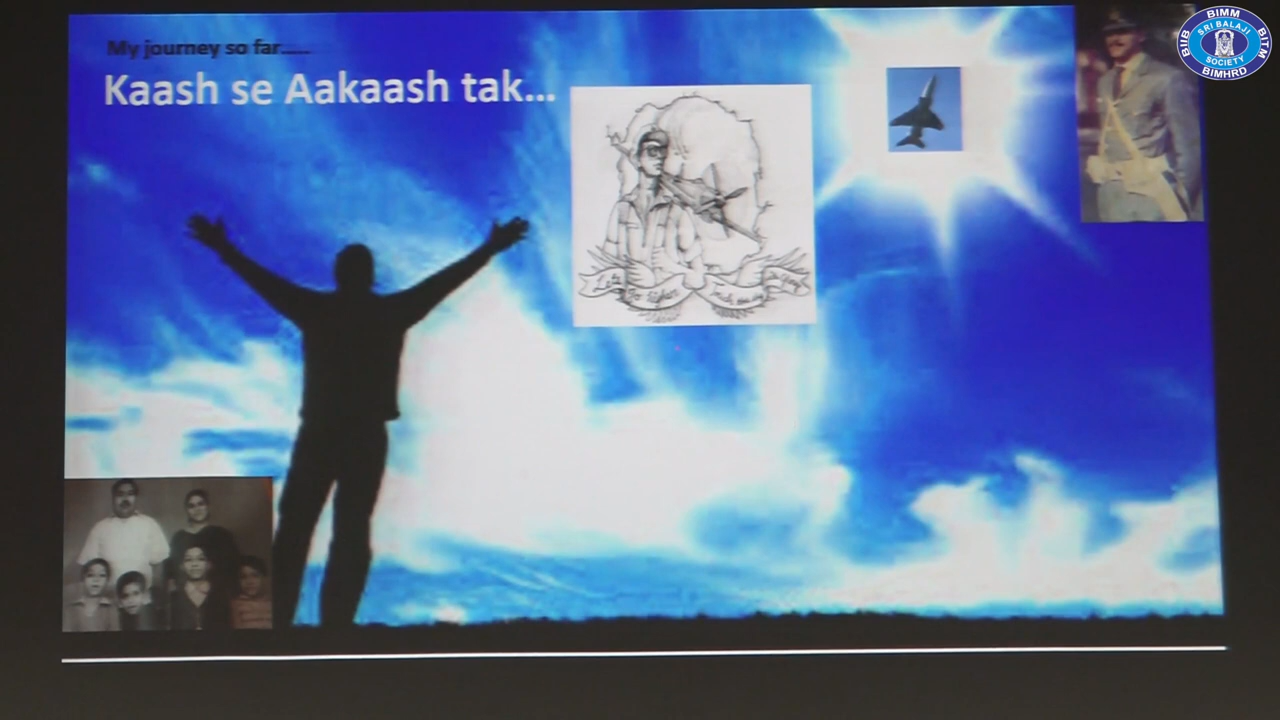 My journey so far.....
Kaash se Aakaash tak...
BIMM
BIIB
SRI BALAJI
SOCIETY
BITM
BIMHRD